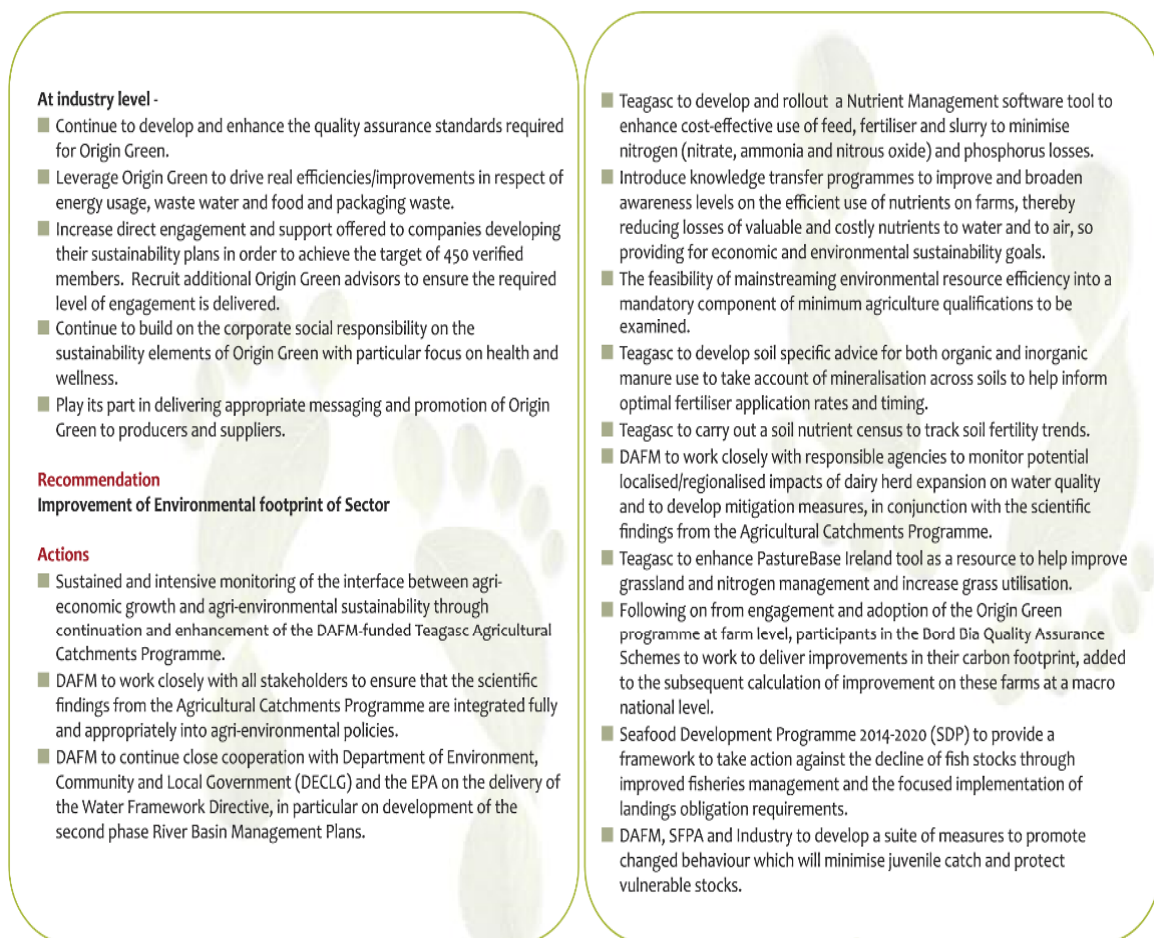 At industry level -
■ Continue to develop and enhance the quality assurance standards required
for Origin Green.
■ Leverage Origin Green to drive real efficiencies/improvements in respect of
energy usage, waste water and food and packaging waste.
■ Increase direct engagement and support offered to companies developing
their sustainability plans in order to achieve the target of 450 verified
members. Recruit additional Origin Green advisors to ensure the required
level of engagement is delivered.
■ Continue to build on the corporate social responsibility on the
sustainability elements of Origin Green with particular focus on health and
wellness.
■ Play its part in delivering appropriate messaging and promotion of Origin
Green to producers and suppliers.
Recommendation
Improvement of Environmental footprint of Sector
Actions
■ Sustained and intensive monitoring of the interface between agri-
economic growth and agri-environmental sustainability through
continuation and enhancement of the DAFM-funded Teagasc Agricultural
Catchments Programme.
■ DAFM to work closely with all stakeholders to ensure that the scientific
findings from the Agricultural Catchments Programme are integrated fully
and appropriately into agri-environmental policies.
■ DAFM to continue close cooperation with Department of Environment,
Community and Local Government (DECLG) and the EPA on the delivery of
the Water Framework Directive, in particular on development of the
second phase River Basin Management Plans.
■ Teagasc to develop and rollout a Nutrient Management software tool to
enhance cost-effective use of feed, fertiliser and slurry to minimise
nitrogen (nitrate, ammonia and nitrous oxide) and phosphorus losses.
■ Introduce knowledge transfer programmes to improve and broaden
awareness levels on the efficient use of nutrients on farms, thereby
reducing losses of valuable and costly nutrients to water and to air, so
providing for economic and environmental sustainability goals.
■ The feasibility of mainstreaming environmental resource efficiency into a
mandatory component of minimum agriculture qualifications to be
examined.
■ Teagasc to develop soil specific advice for both organic and inorganic
manure use to take account of mineralisation across soils to help inform
optimal fertiliser application rates and timing.
■ Teagasc to carry out a soil nutrient census to track soil fertility trends.
■ DAFM to work closely with responsible agencies to monitor potential
localised/regionalised impacts of dairy herd expansion on water quality
and to develop mitigation measures, in conjunction with the scientific
findings from the Agricultural Catchments Programme.
■ Teagasc to enhance PastureBase Ireland tool as a resource to help improve
grassland and nitrogen management and increase grass utilisation.
■ Following on from engagement and adoption of the Origin Green
programme at farm level, participants in the Bord Bia Quality Assurance
Schemes to work to deliver improvements in their carbon footprint, added
to the subsequent calculation of improvement on these farms at a macro
national level.
■ Seafood Development Programme 2014-2020 (SDP) to provide a
framework to take action against the decline of fish stocks through
improved fisheries management and the focused implementation of
landings obligation requirements.
■ DAFM, SFPA and Industry to develop a suite of measures to promote
changed behaviour which will minimise juvenile catch and protect
vulnerable stocks.